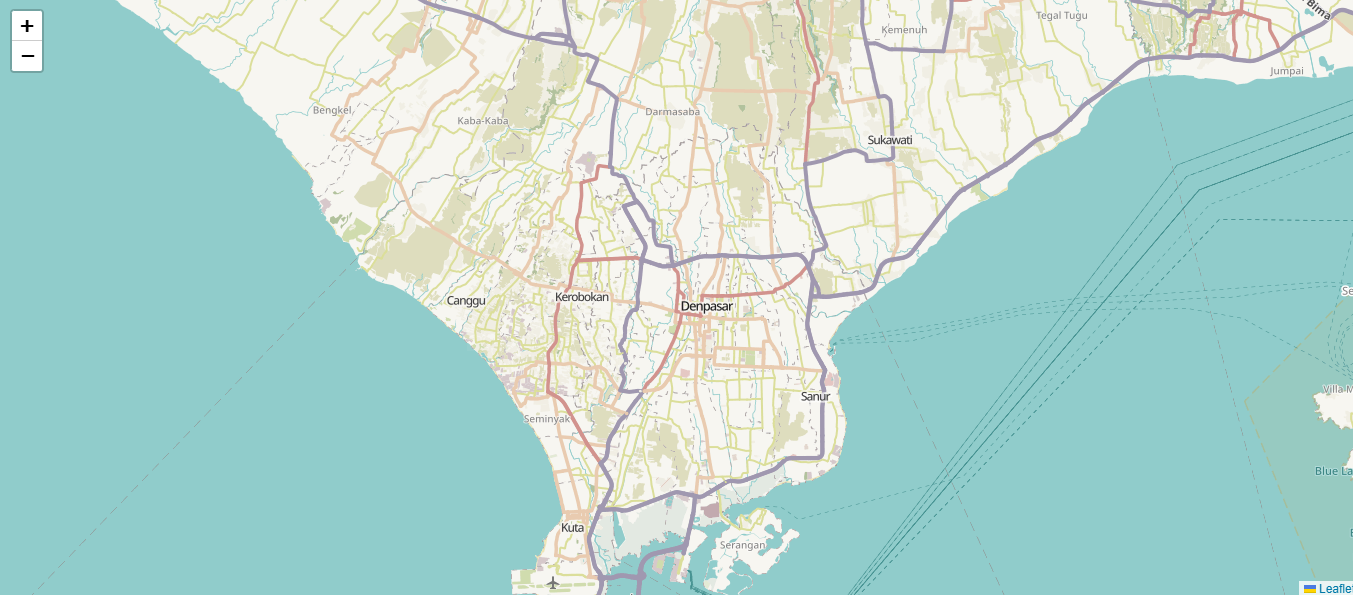 +
−
Bima
Tegal Tugu
Kemenuh
Jumpai
Bengkel
Kaba-Kaba
Darmasaba
Sukawati
Canggu
Kerobokan
Denpasar
Villa M
Sanur
Seminyak
Blue La
Kuta
Serangan
Leaflet